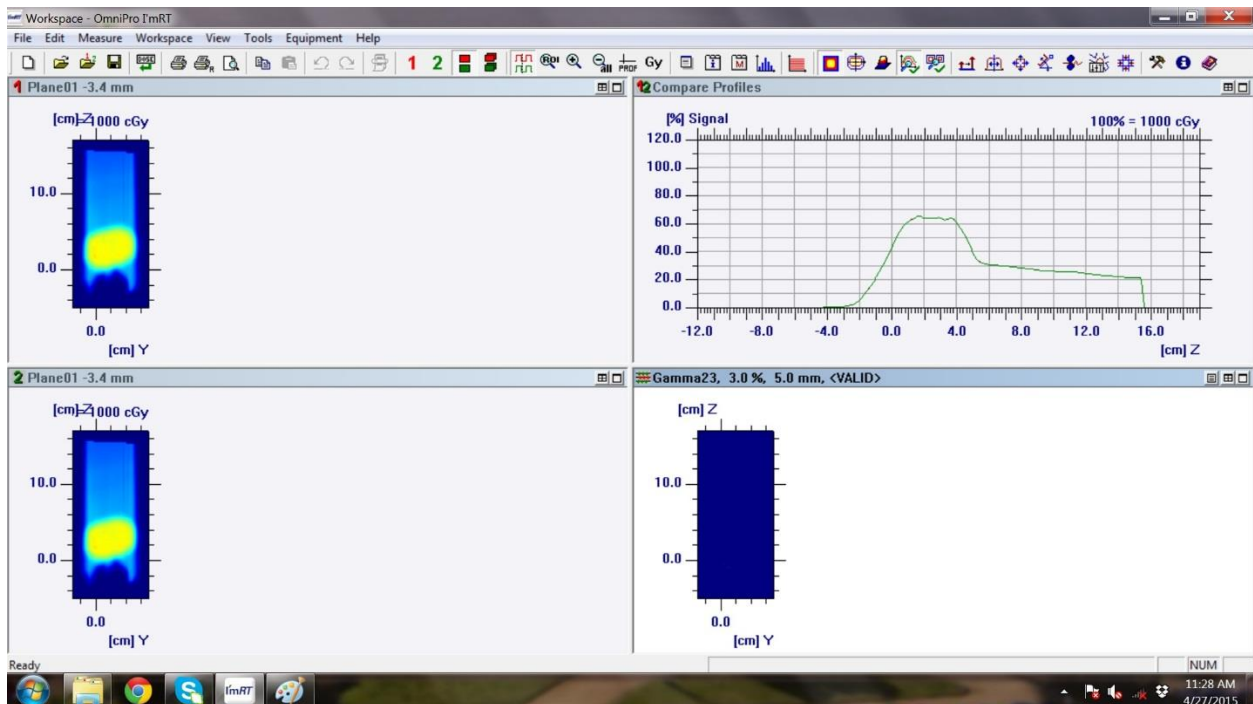 Workspace - OmniPro I'mRT
File Edit Measure Workspace View Tools Equipment Help
1 2 ROI all PROF Gy
1 Plane01 -3.4 mm
[cm] Z 1000 cGy
10.0
0.0
0.0
[cm] Y
12 Compare Profiles
[%] Signal
100% = 1000 cGy
120.0
100.0
80.0
60.0
40.0
20.0
0.0
-12.0 -8.0 -4.0 0.0 4.0 8.0 12.0 16.0
[cm] Z
2 Plane01 -3.4 mm
[cm] Z 1000 cGy
10.0
0.0
0.0
[cm] Y
Gamma23, 3.0 %, 5.0 mm, <VALID>
[cm] Z
10.0
0.0
0.0
[cm] Y
Ready
NUM
I'mRT
11:28 AM
4/27/2015